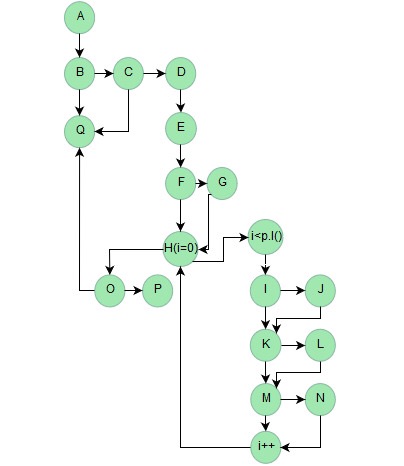 A
B C D
Q E
F G
H(i=0) i<p.l()
O P I J
K L
M N
i++